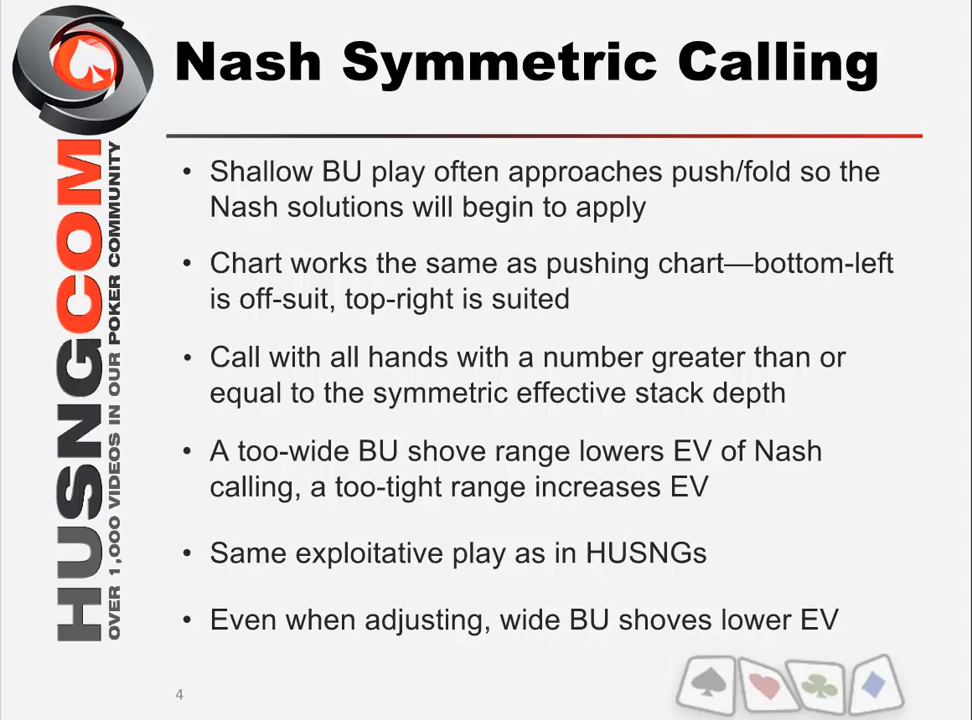 Nash Symmetric Calling
• Shallow BU play often approaches push/fold so the
Nash solutions will begin to apply
• Chart works the same as pushing chart—bottom-left
is off-suit, top-right is suited
• Call with all hands with a number greater than or
equal to the symmetric effective stack depth
• A too-wide BU shove range lowers EV of Nash
calling, a too-tight range increases EV
• Same exploitative play as in HUSNGs
• Even when adjusting, wide BU shoves lower EV
4
HUSNGCOM
OVER 1,000 VIDEOS IN OUR POKER COMMUNITY